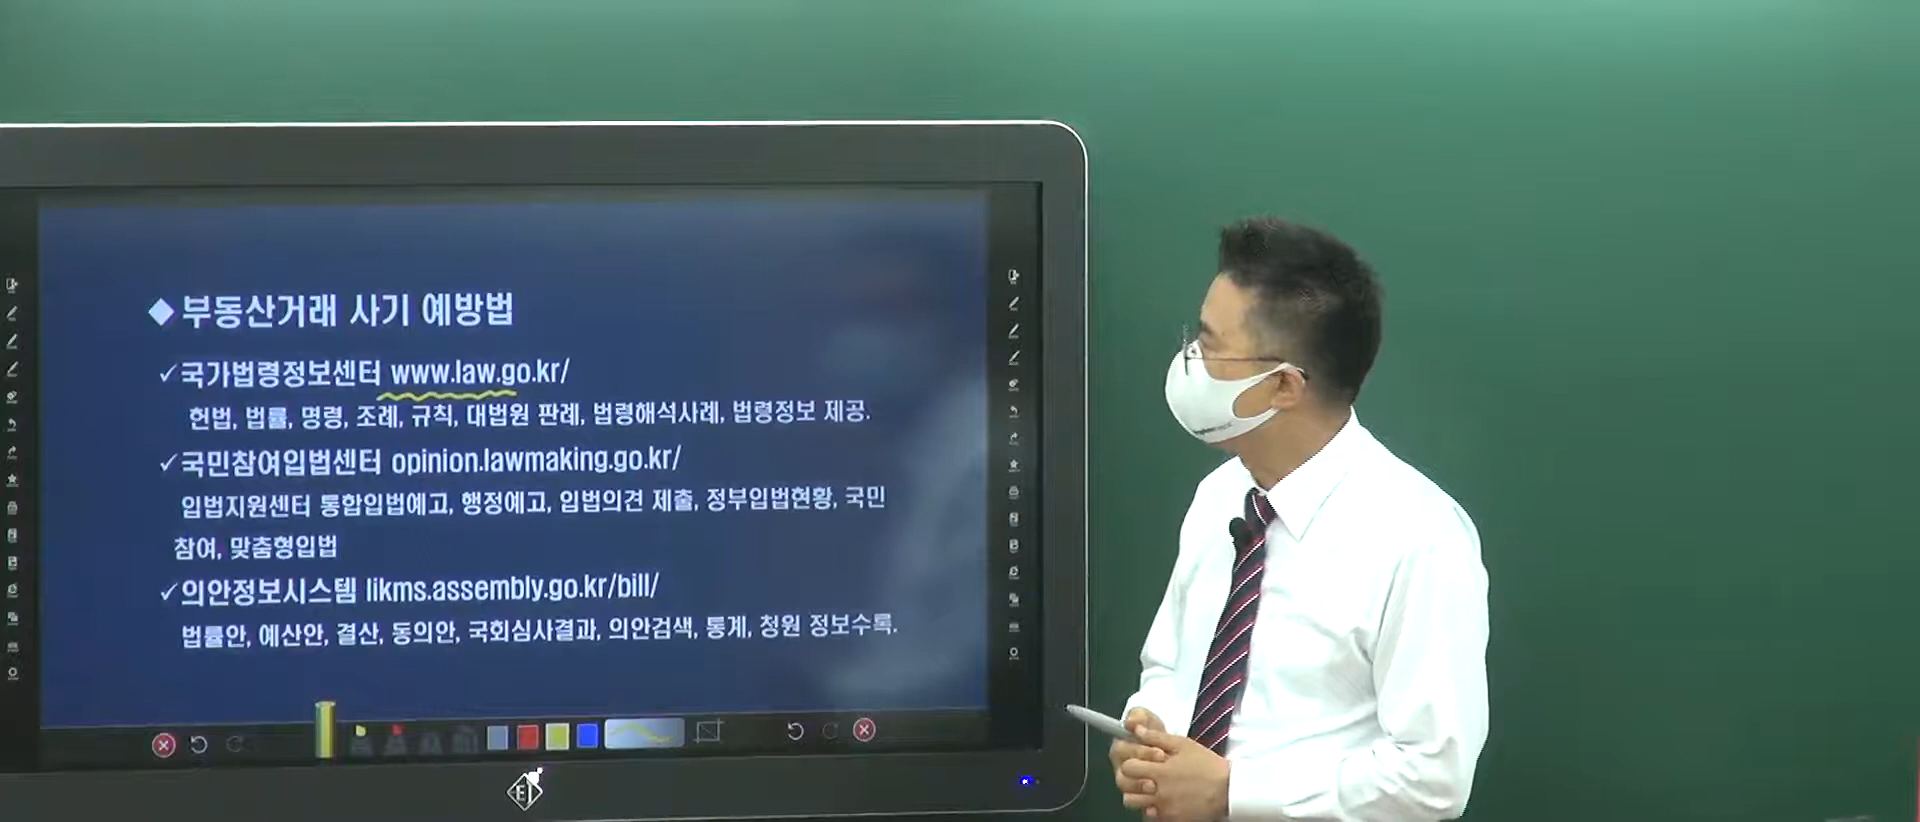 ◆ 부동산거래 사기 예방법
✓국가법령정보센터 www.law.go.kr/
헌법, 법률, 명령, 조례, 규칙, 대법원 판례, 법령해석사례, 법령정보 제공.
✓국민참여입법센터 opinion.lawmaking.go.kr/
입법지원센터 통합입법예고, 행정예고, 입법의견 제출, 정부입법현황, 국민
참여, 맞춤형입법
✓의안정보시스템 likms.assembly.go.kr/bill/
법률안, 예산안, 결산, 동의안, 국회심사결과, 의안검색, 통계, 청원 정보수록.